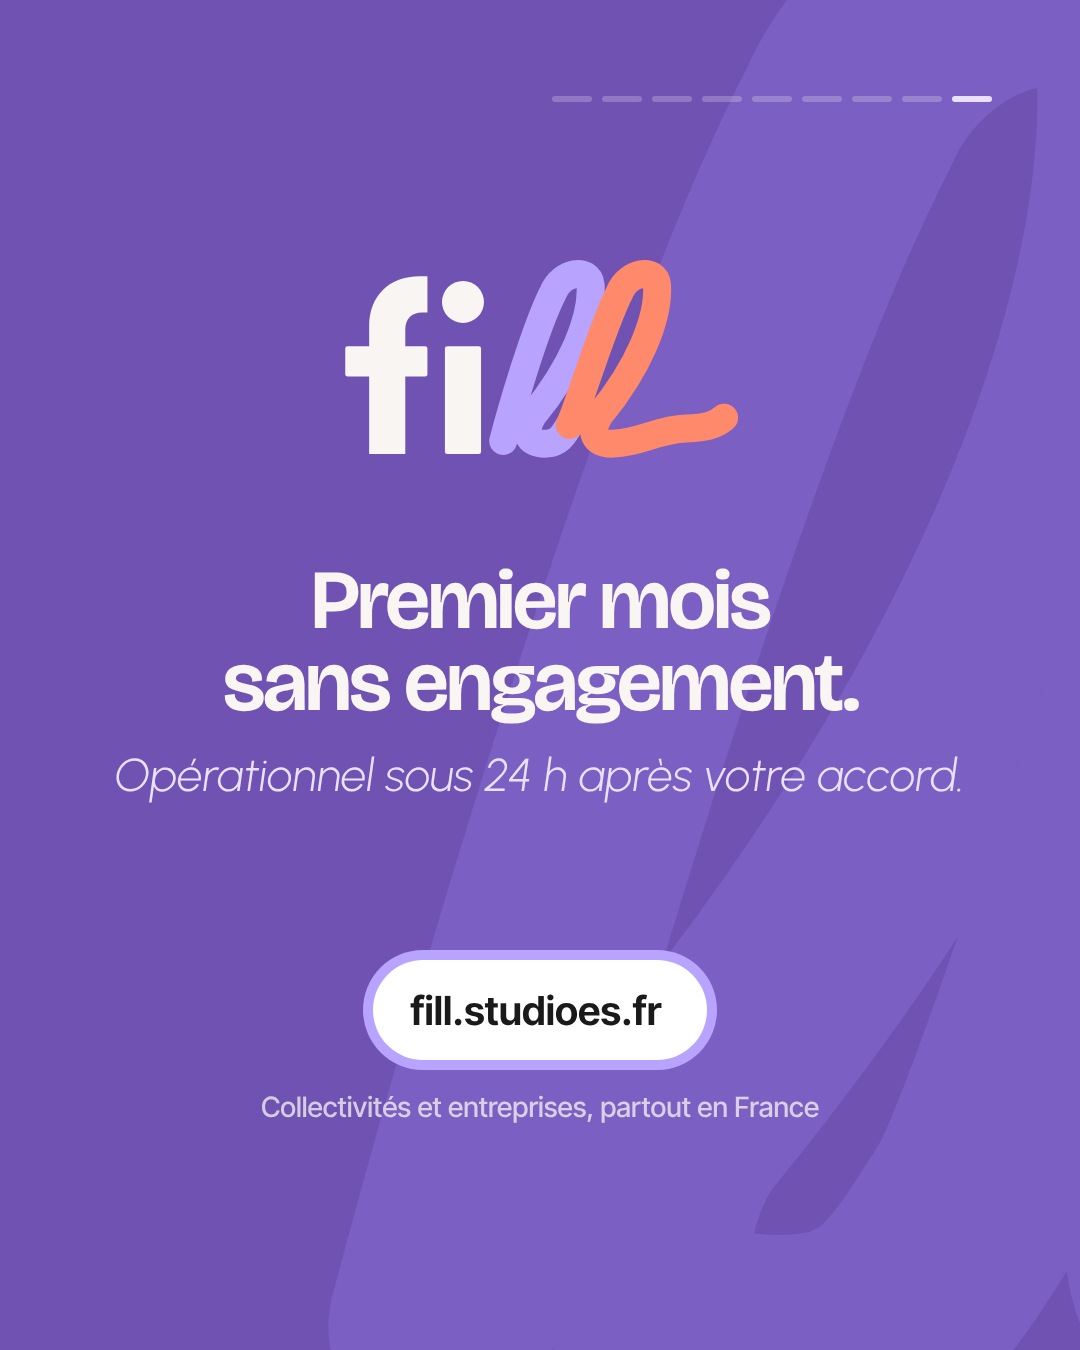 fill
Premier mois
sans engagement.
Opérationnel sous 24 h après votre accord.
fill.studioes.fr
Collectivités et entreprises, partout en France